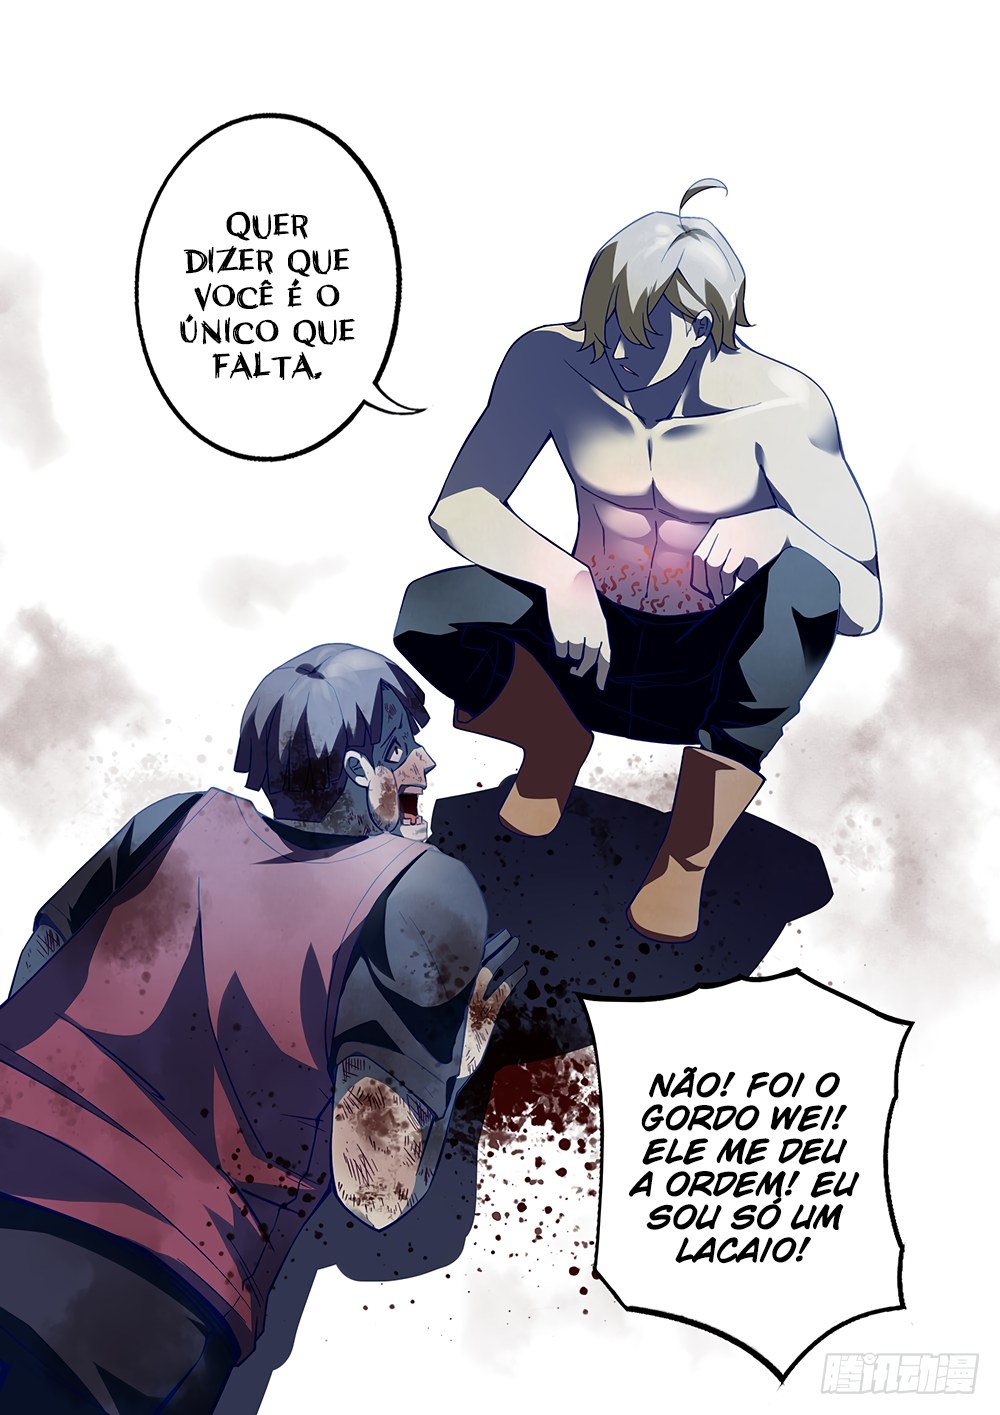 QUER
DIZER QUE
VOCÊ É O
ÚNICO QUE
FALTA.
NÃO! FOI O
GORDO WEI!
ELE ME DEU
A ORDEM! EU
SOU SÓ UM
LACAIO!
腾讯动漫